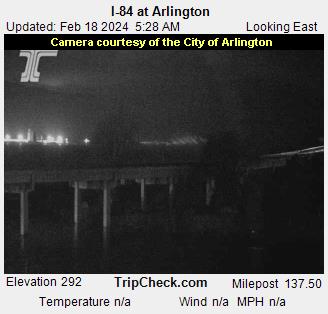 I-84 at Arlington
Updated: Feb 18 2024 5:28 AM Looking East
Camera courtesy of the City of Arlington
Elevation 292 TripCheck.com Milepost 137.50
Temperature n/a Wind n/a MPH n/a